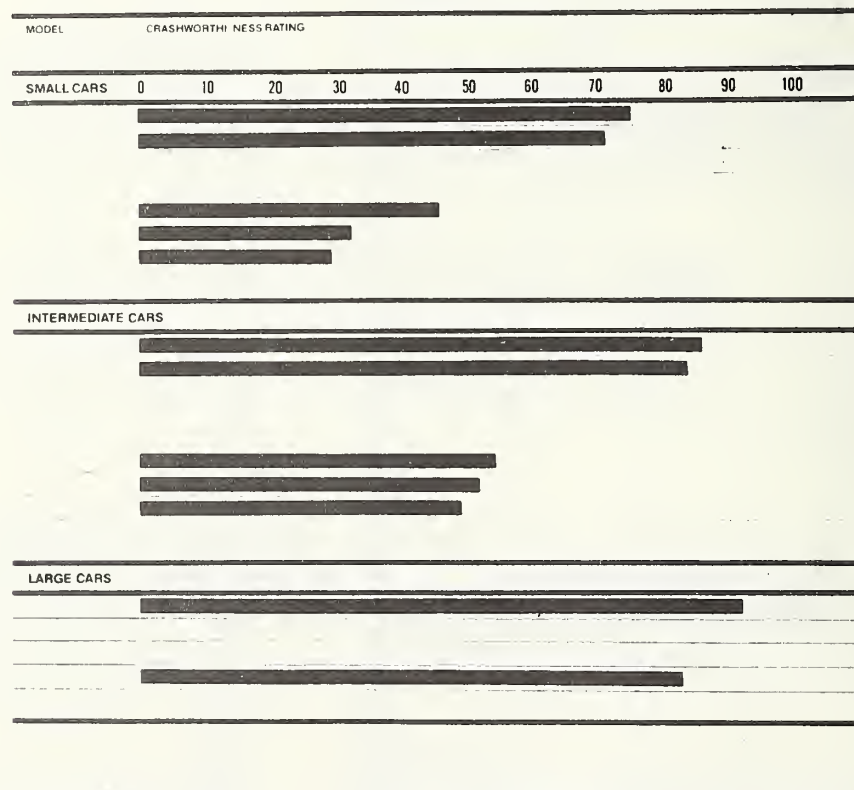 MODEL CRASHWORTHI NESS RATING
SMALL CARS 0 10 20 30 40 50 60 70 80 90 100
INTERMEDIATE CARS
LARGE CARS